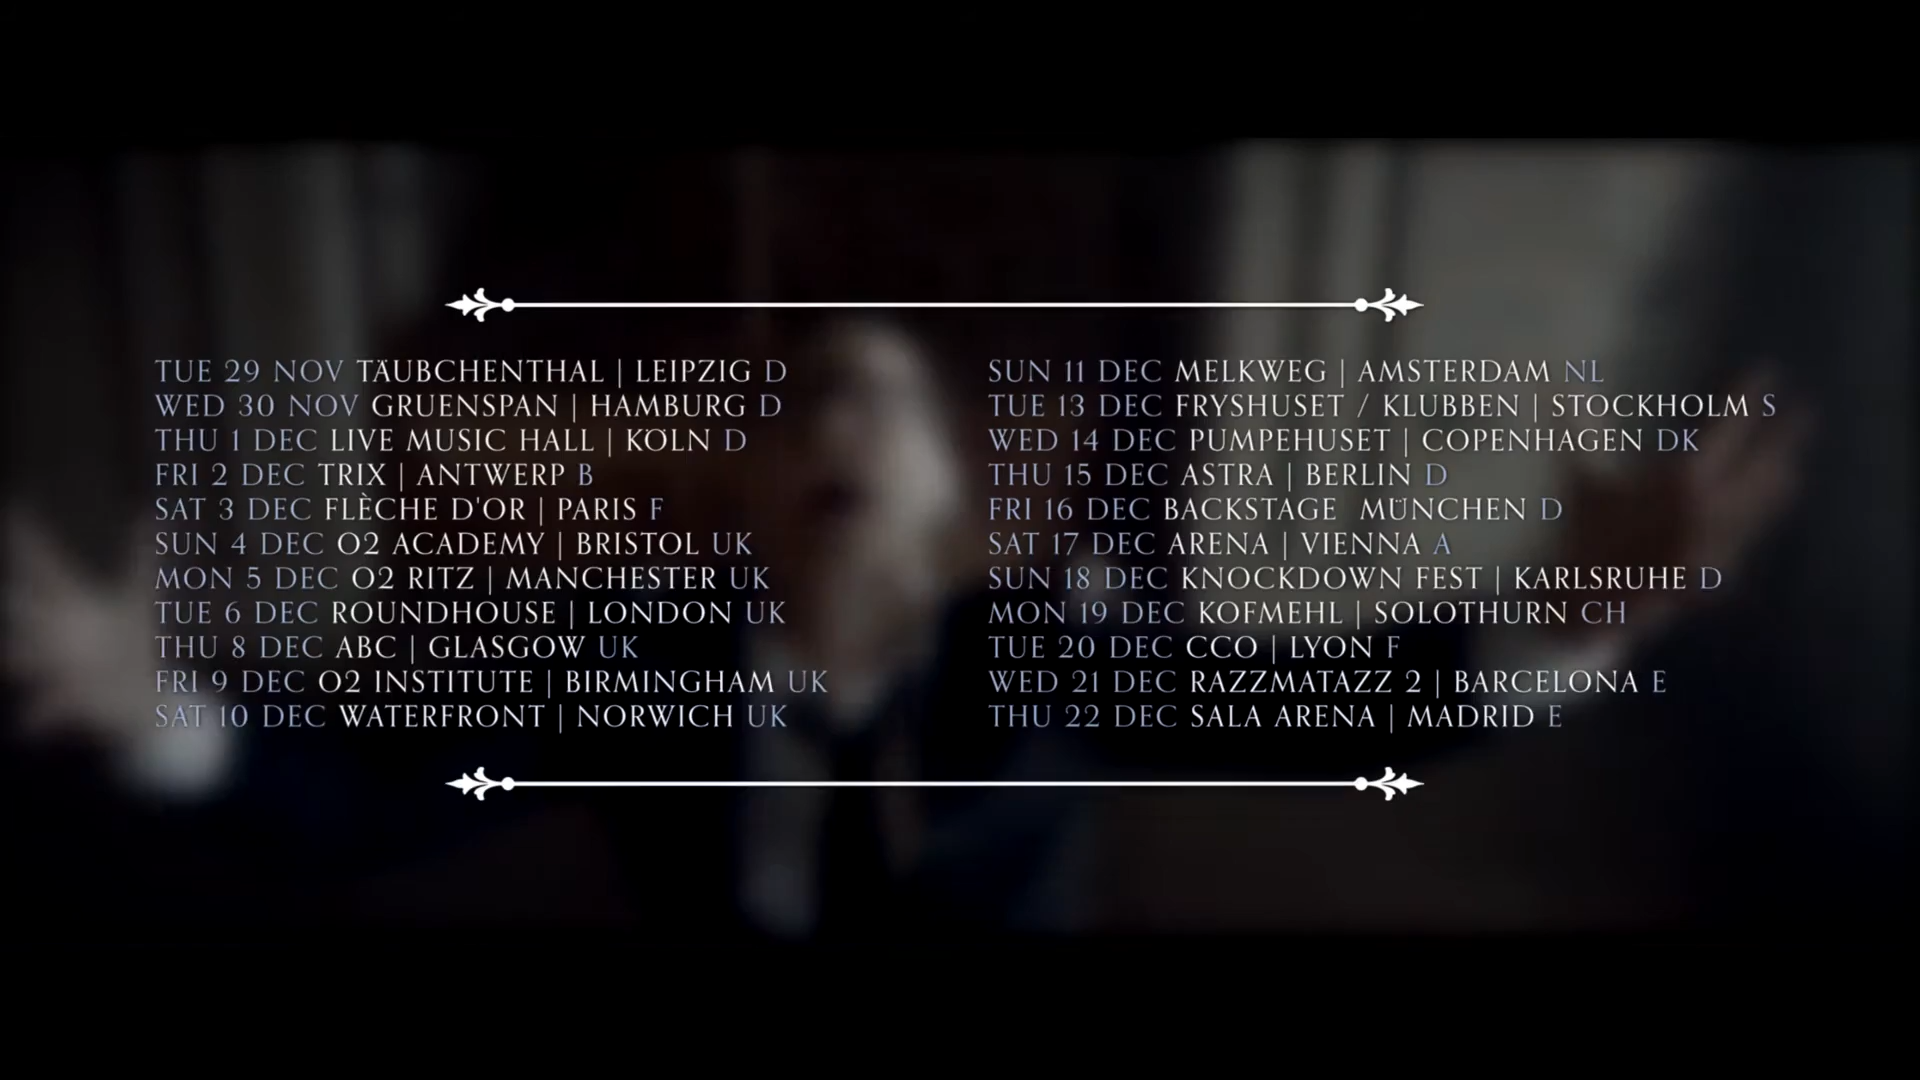 TUE 29 NOV TÄUBCHENTHAL | LEIPZIG D
WED 30 NOV GRUENSPAN | HAMBURG D
THU 1 DEC LIVE MUSIC HALL | KÖLN D
FRI 2 DEC TRIX | ANTWERP B
SAT 3 DEC FLÈCHE D'OR | PARIS F
SUN 4 DEC O2 ACADEMY | BRISTOL UK
MON 5 DEC O2 RITZ | MANCHESTER UK
TUE 6 DEC ROUNDHOUSE | LONDON UK
THU 8 DEC ABC | GLASGOW UK
FRI 9 DEC O2 INSTITUTE | BIRMINGHAM UK
SAT 10 DEC WATERFRONT | NORWICH UK
SUN 11 DEC MELKWEG | AMSTERDAM NL
TUE 13 DEC FRYSHUSET / KLUBBEN | STOCKHOLM S
WED 14 DEC PUMPEHUSET | COPENHAGEN DK
THU 15 DEC ASTRA | BERLIN D
FRI 16 DEC BACKSTAGE MÜNCHEN D
SAT 17 DEC ARENA | VIENNA A
SUN 18 DEC KNOCKDOWN FEST | KARLSRUHE D
MON 19 DEC KOFMEHL | SOLOTHURN CH
TUE 20 DEC CCO | LYON F
WED 21 DEC RAZZMATAZZ 2 | BARCELONA E
THU 22 DEC SALA ARENA | MADRID E